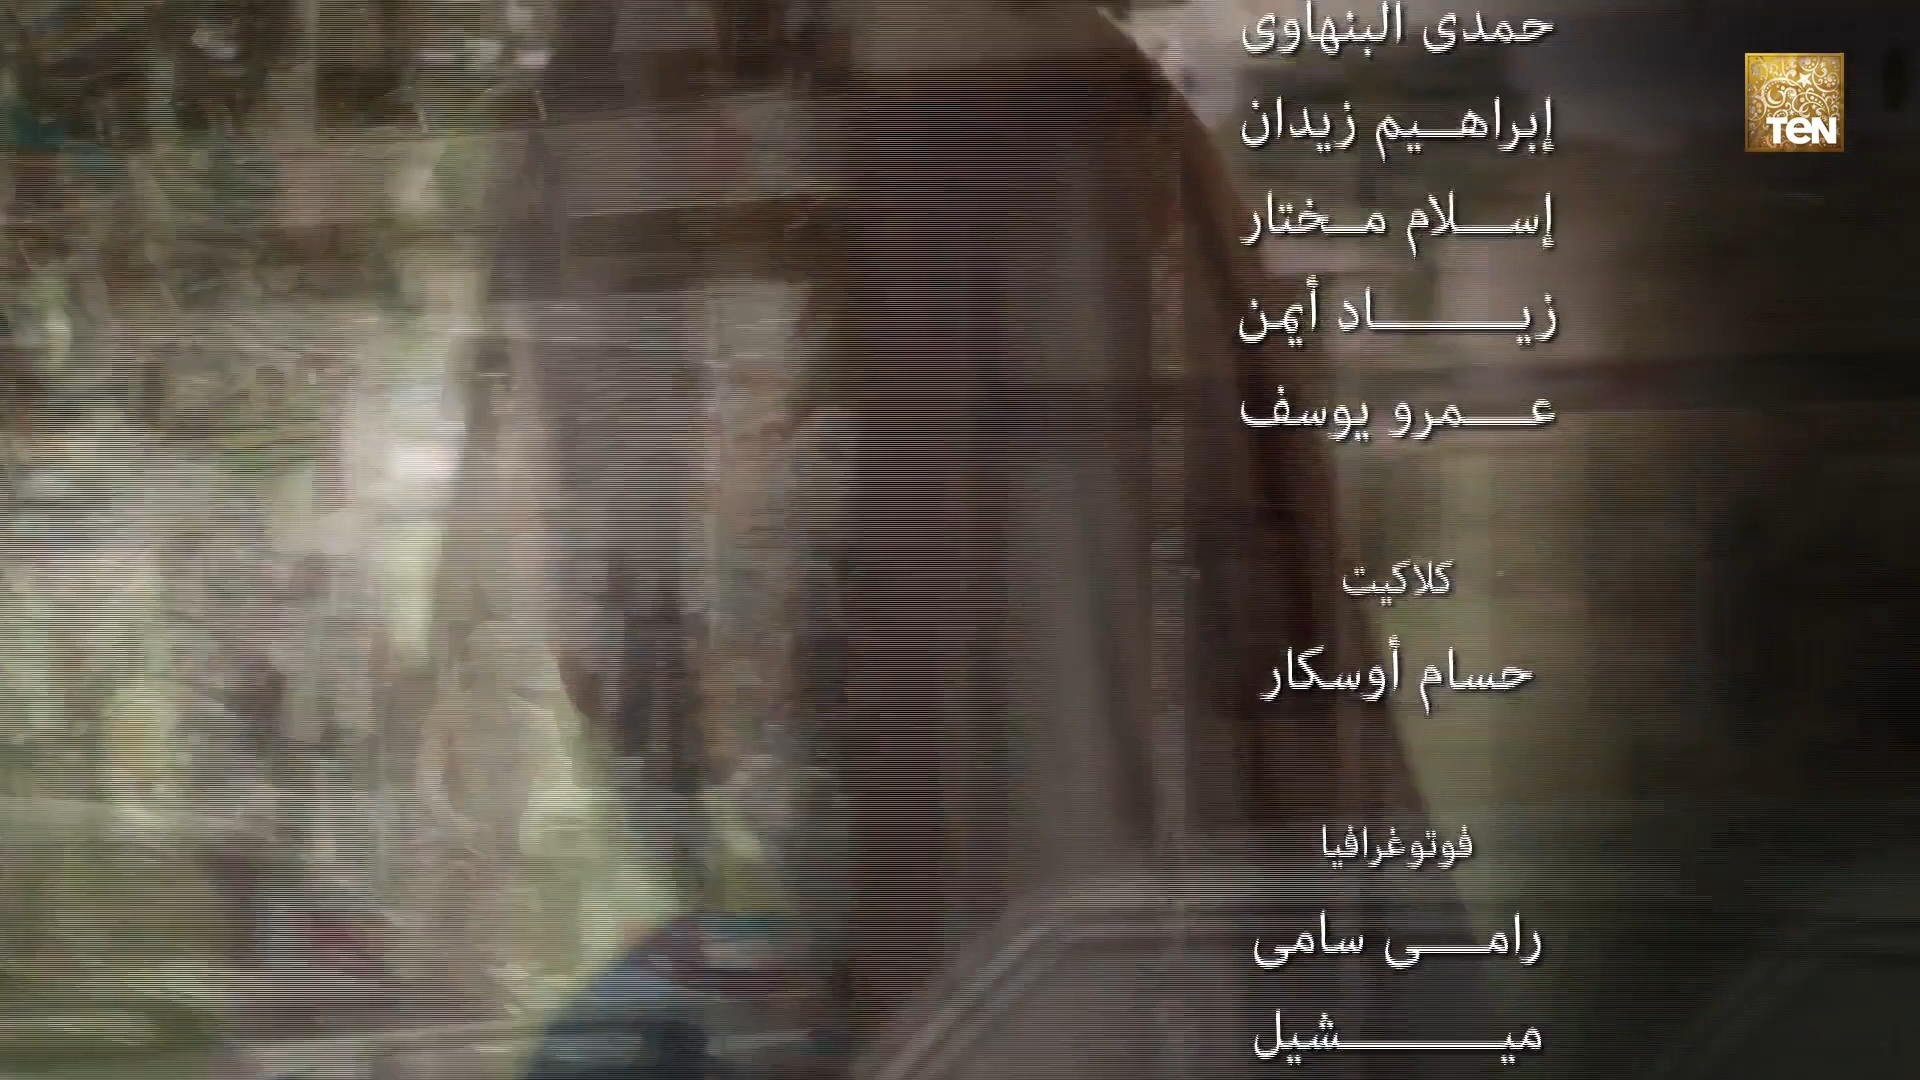 حمدى البنهاوى
TeN
إبراهيم زيدان
إسلام مختار
زياد أيمن
عمرو يوسف
كلاكيت
حسام أوسكار
فوتوغرافيا
رامى سامى
ميشيل